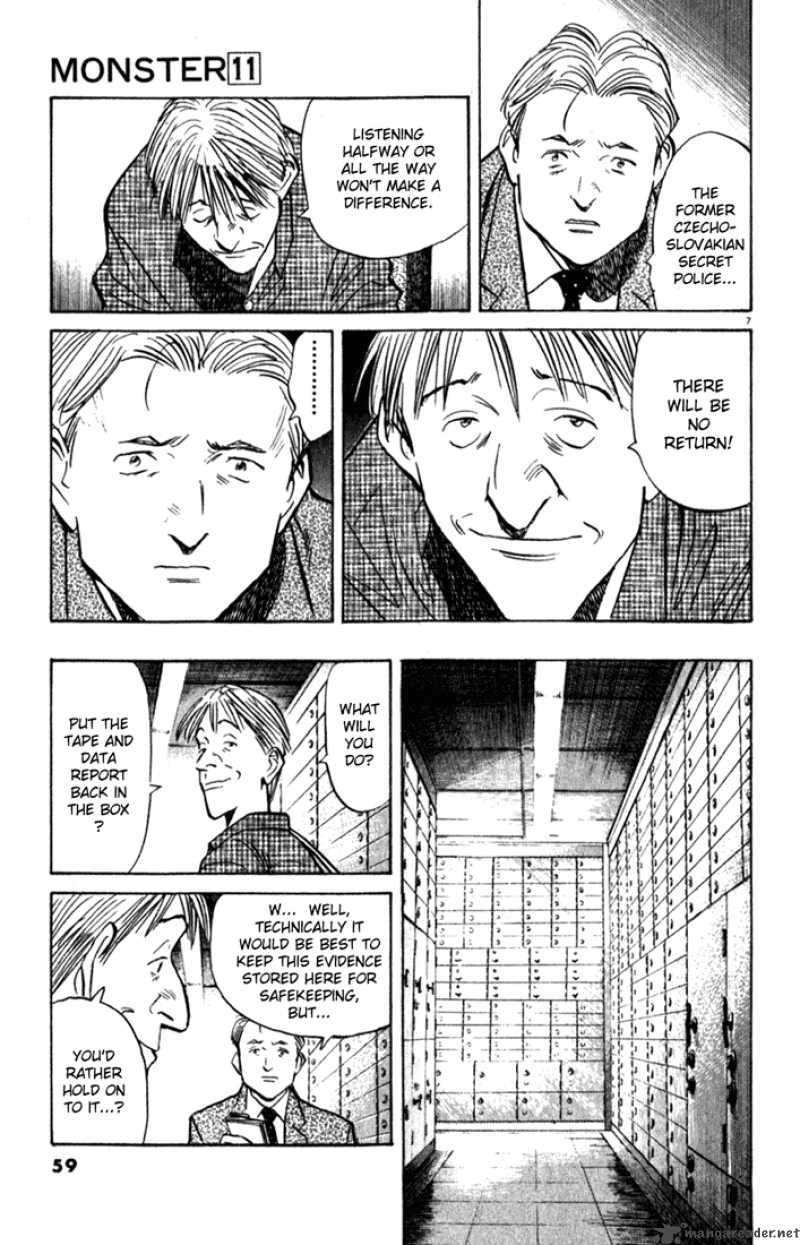 MONSTER 11
THE
FORMER
CZECHO-
SLOVAKIAN
SECRET
POLICE...
LISTENING
HALFWAY OR
ALL THE WAY
WON'T MAKE A
DIFFERENCE.
7
THERE
WILL BE
NO
RETURN!
.........
WHAT
WILL
YOU
DO?
PUT THE
TAPE AND
DATA
REPORT
BACK IN
THE BOX
?
W... WELL,
TECHNICALLY IT
WOULD BE BEST TO
KEEP THIS EVIDENCE
STORED HERE FOR
SAFEKEEPING,
BUT...
YOU'D
RATHER
HOLD ON
TO IT...?
59
mangareader.net